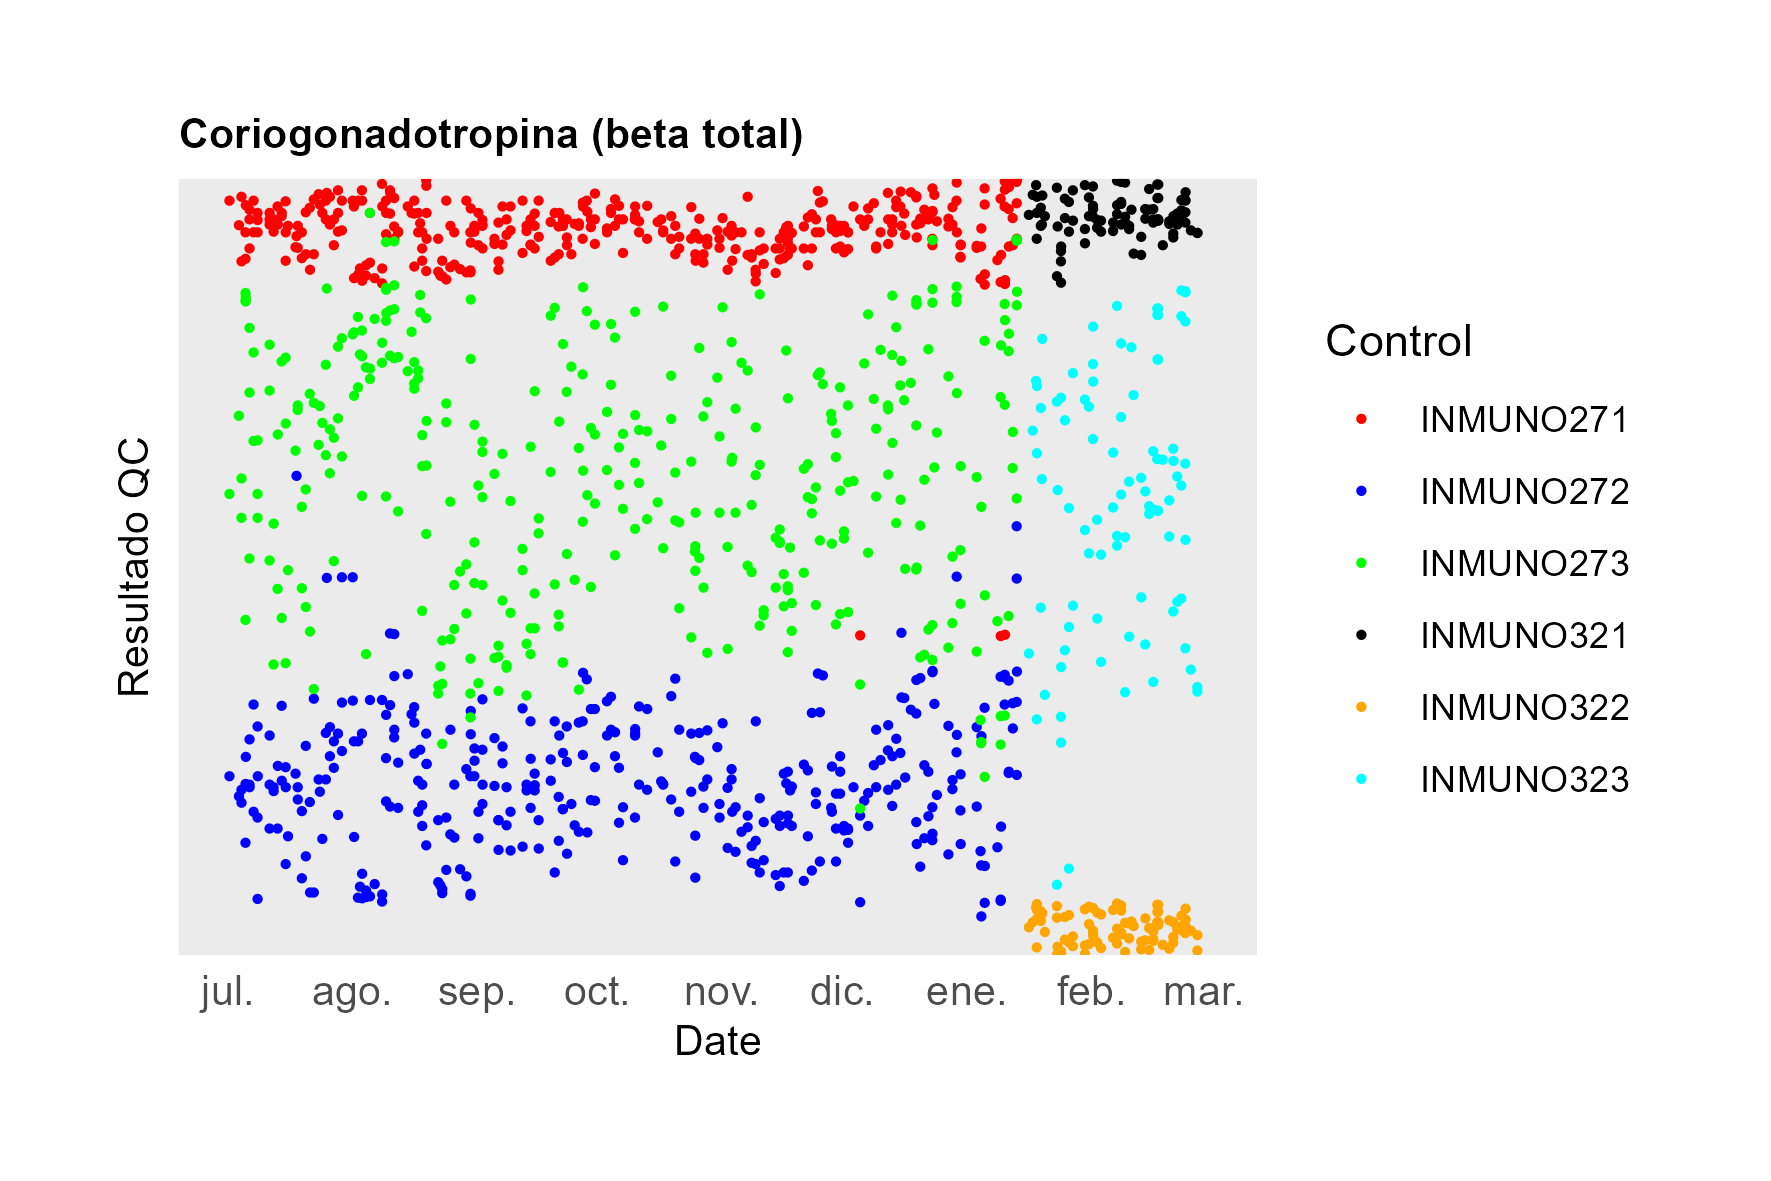 Coriogonadotropina (beta total)
Resultado QC
jul. ago. sep. oct. nov. dic. ene. feb. mar.
Date
Control
INMUNO271
INMUNO272
INMUNO273
INMUNO321
INMUNO322
INMUNO323